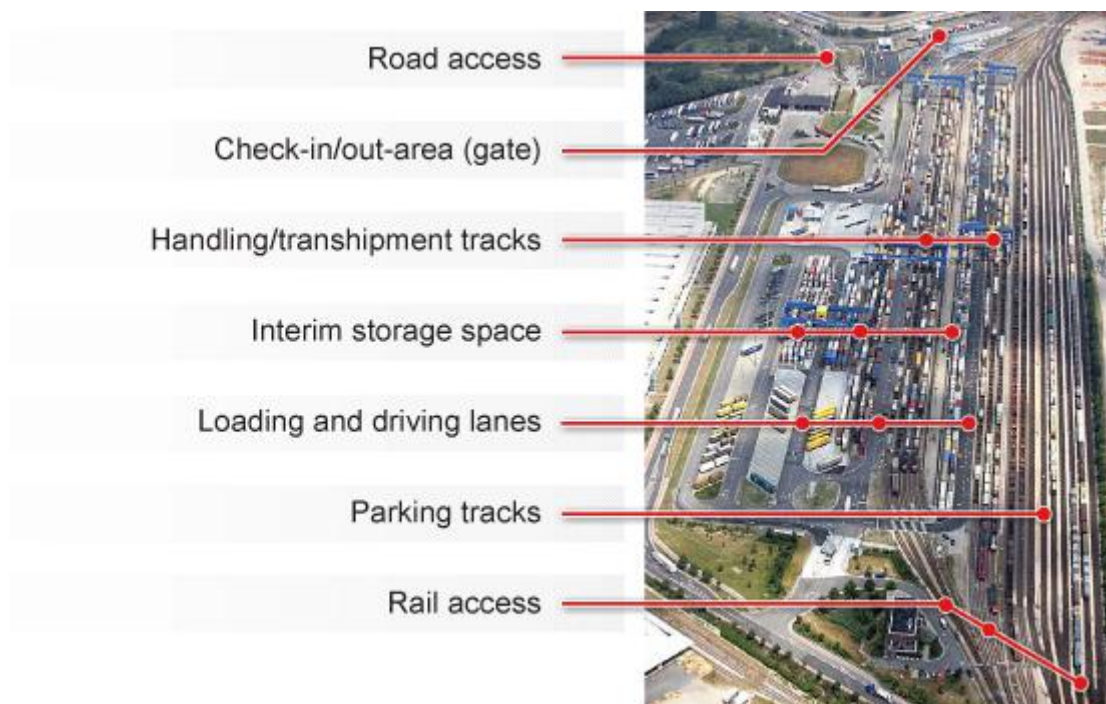 Road access
Check-in/out-area (gate)
Handling/transhipment tracks
Interim storage space
Loading and driving lanes
Parking tracks
Rail access